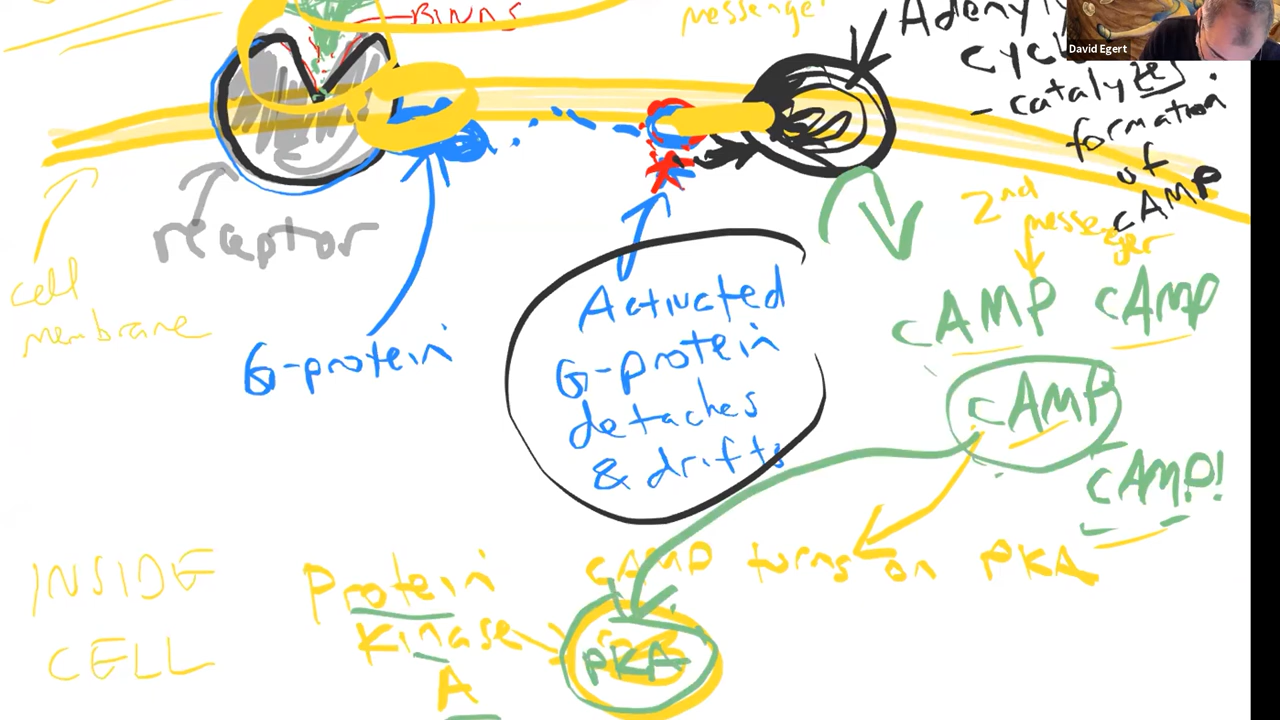 BINDS
messenger
Adenyly
cycl
David Egert
- catalyzes
formation
of
cAMP
receptor
2nd
messenger
cell
membrane
cAMP cAMP
Activated
G-protein
detaches
& drifts
G-protein
cAMP
cAMP!
INSIDE
CELL
Protein
Kinase
A
cAMP turns on PKA
PKA